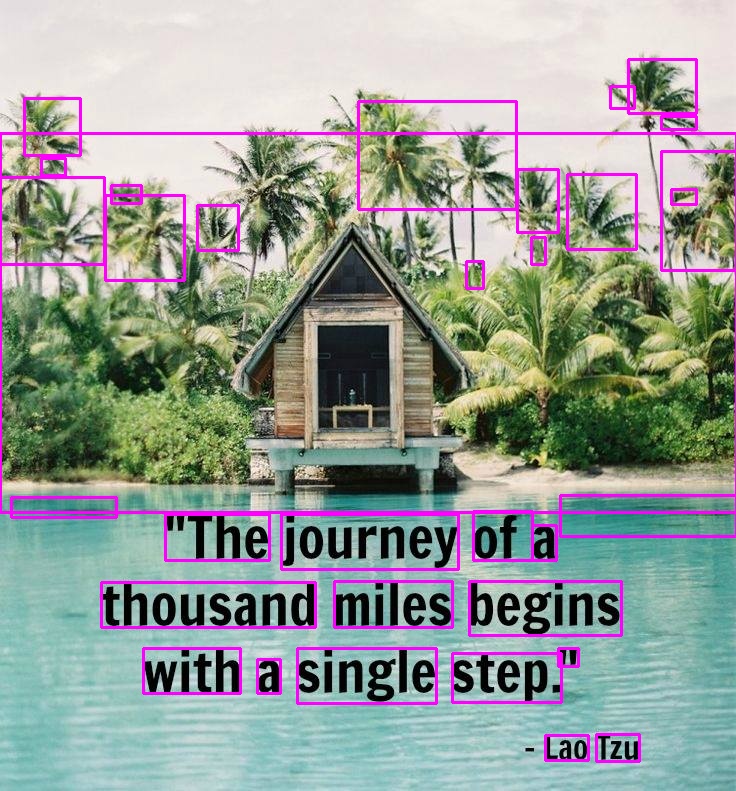 "The journey of a
thousand miles begins
with a single step."
- Lao Tzu